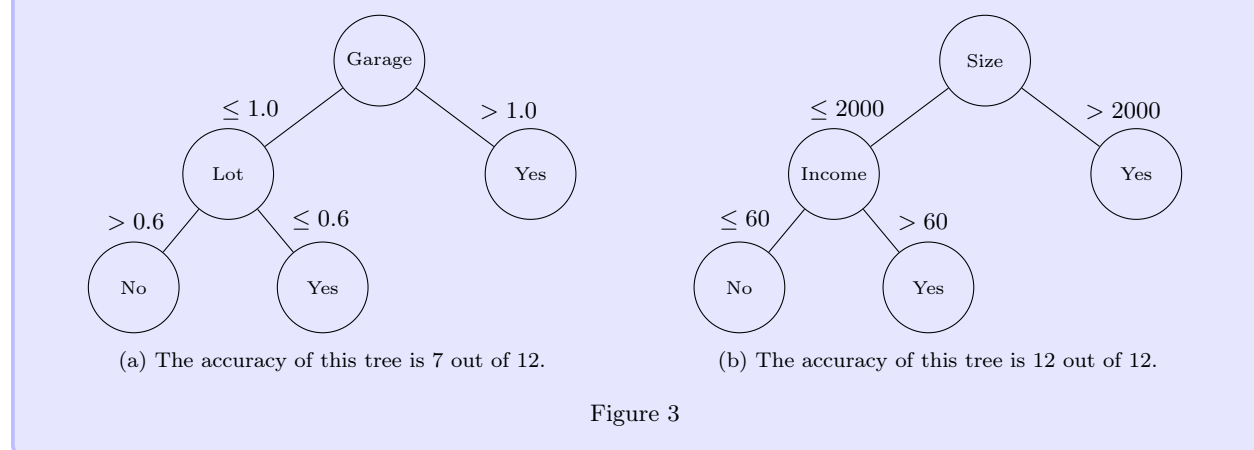 Garage
≤ 1.0
> 1.0
Lot
Yes
> 0.6
≤ 0.6
No
Yes
(a) The accuracy of this tree is 7 out of 12.
Size
≤ 2000
> 2000
Income
Yes
≤ 60
> 60
No
Yes
(b) The accuracy of this tree is 12 out of 12.
Figure 3